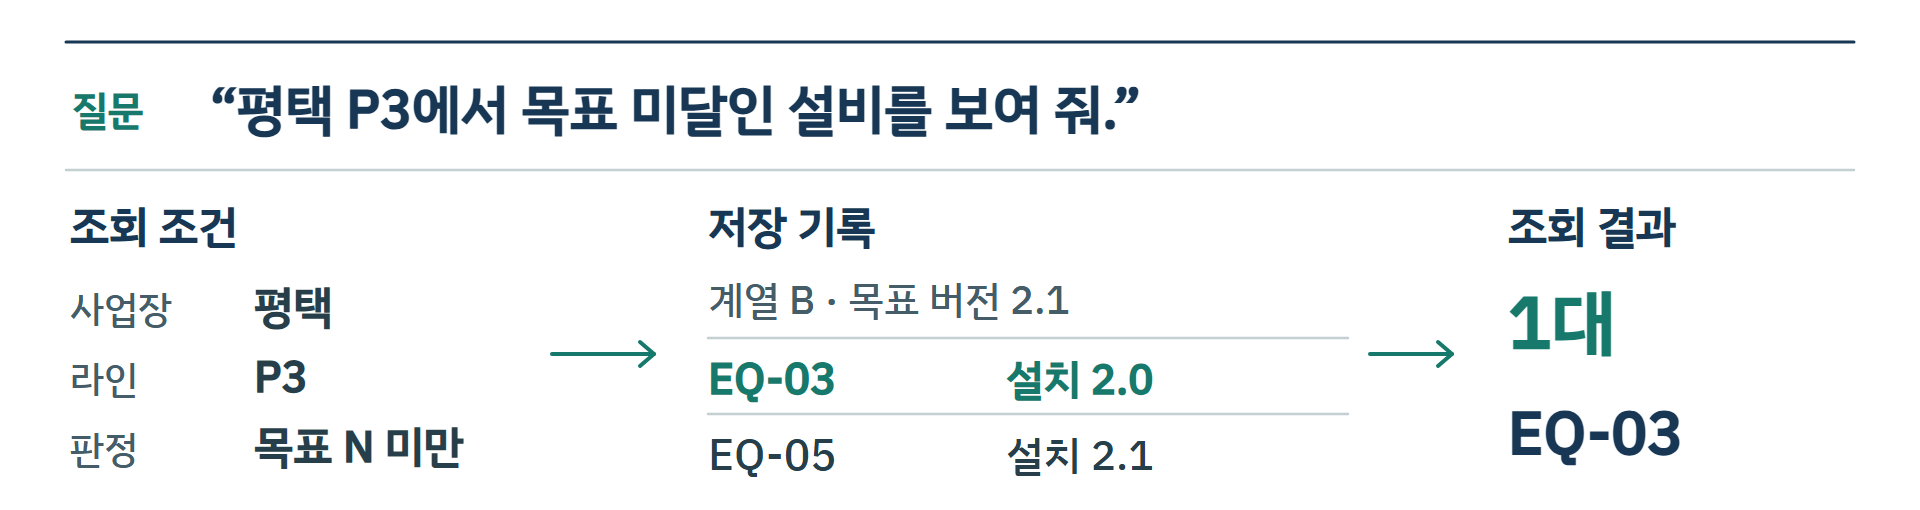 질문 “평택 P3에서 목표 미달인 설비를 보여 줘.”
조회 조건
사업장 평택
라인 P3
판정 목표 N 미만
저장 기록
계열 B · 목표 버전 2.1
EQ-03 설치 2.0
EQ-05 설치 2.1
조회 결과
1대
EQ-03